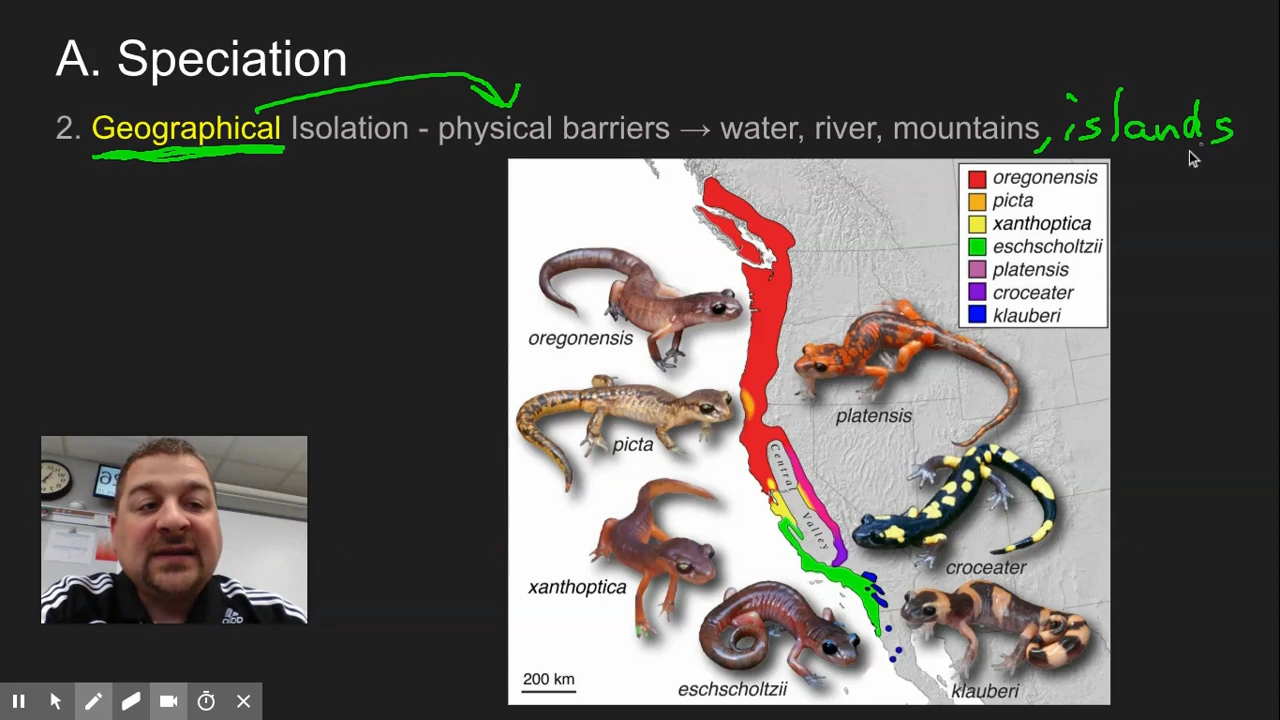 A. Speciation
2. Geographical Isolation - physical barriers → water, river, mountains, islands
oregonensis
picta
xanthoptica
eschscholtzii
platensis
croceater
klauberi
oregonensis
platensis
picta
Central Valley
croceater
xanthoptica
eschscholtzii
klauberi
200 km
adidas